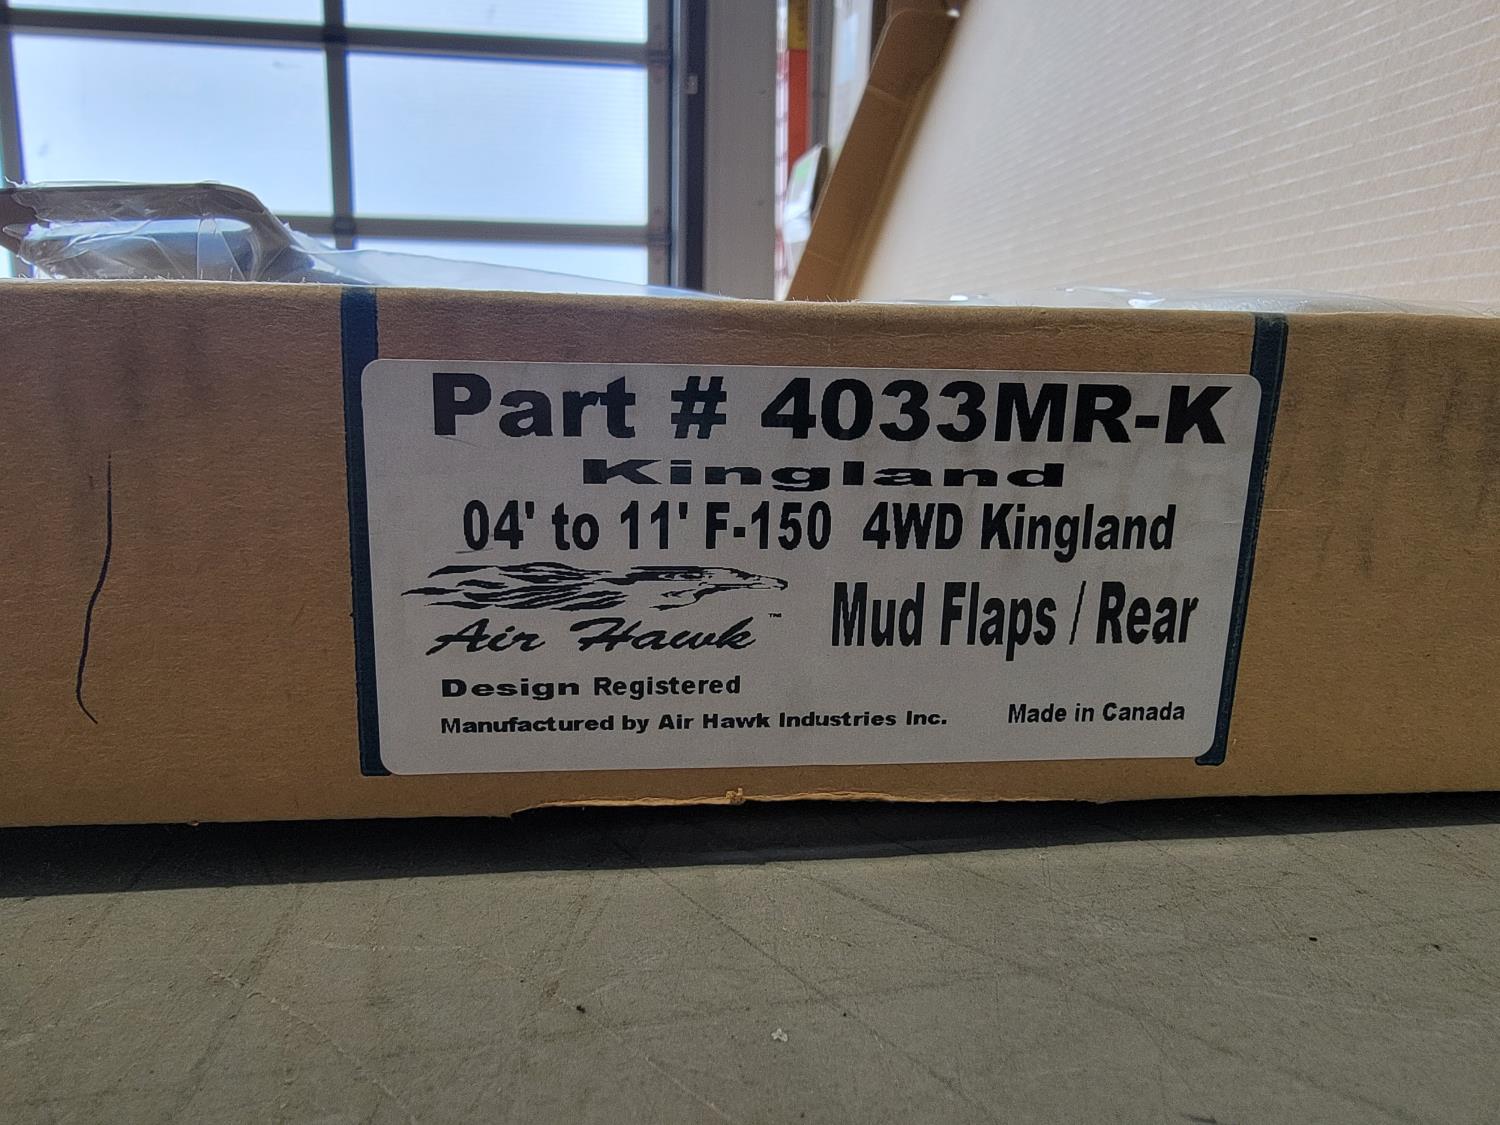 Part # 4033MR-K
Kingland
04' to 11' F-150 4WD Kingland
Air Hawk™
Mud Flaps / Rear
Design Registered
Manufactured by Air Hawk Industries Inc.
Made in Canada